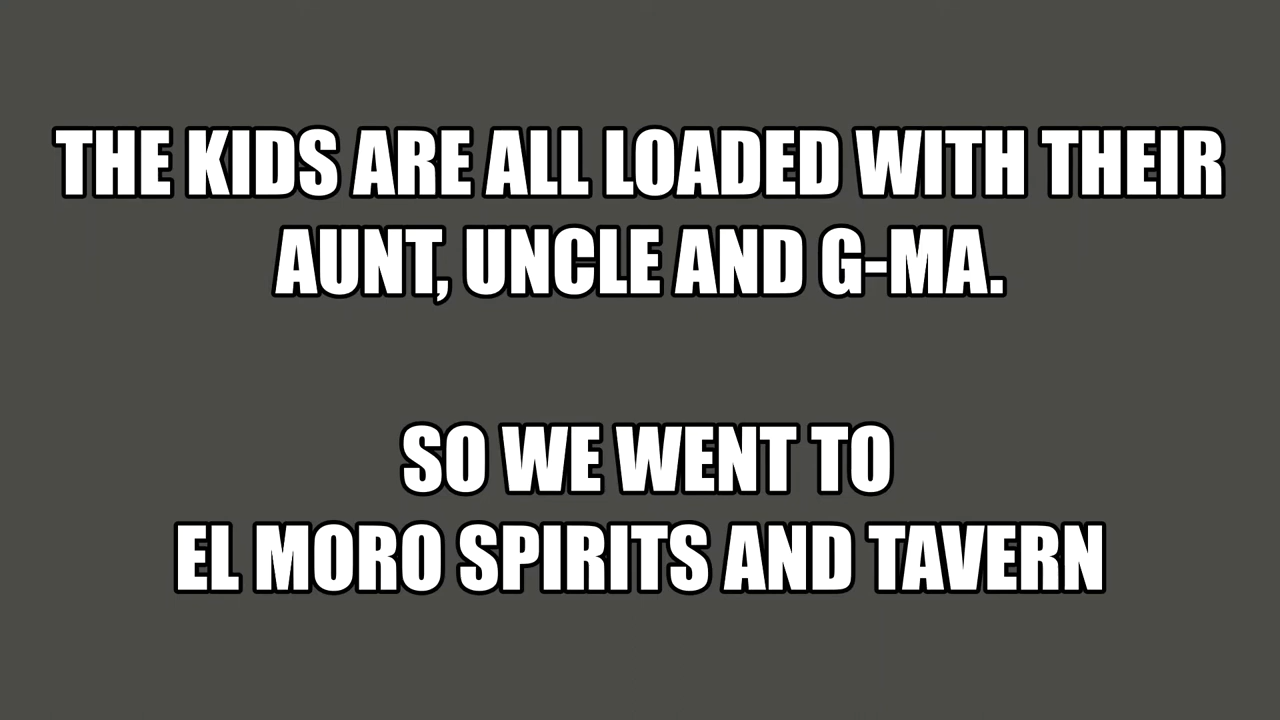 THE KIDS ARE ALL LOADED WITH THEIR
AUNT, UNCLE AND G-MA.
SO WE WENT TO
EL MORO SPIRITS AND TAVERN